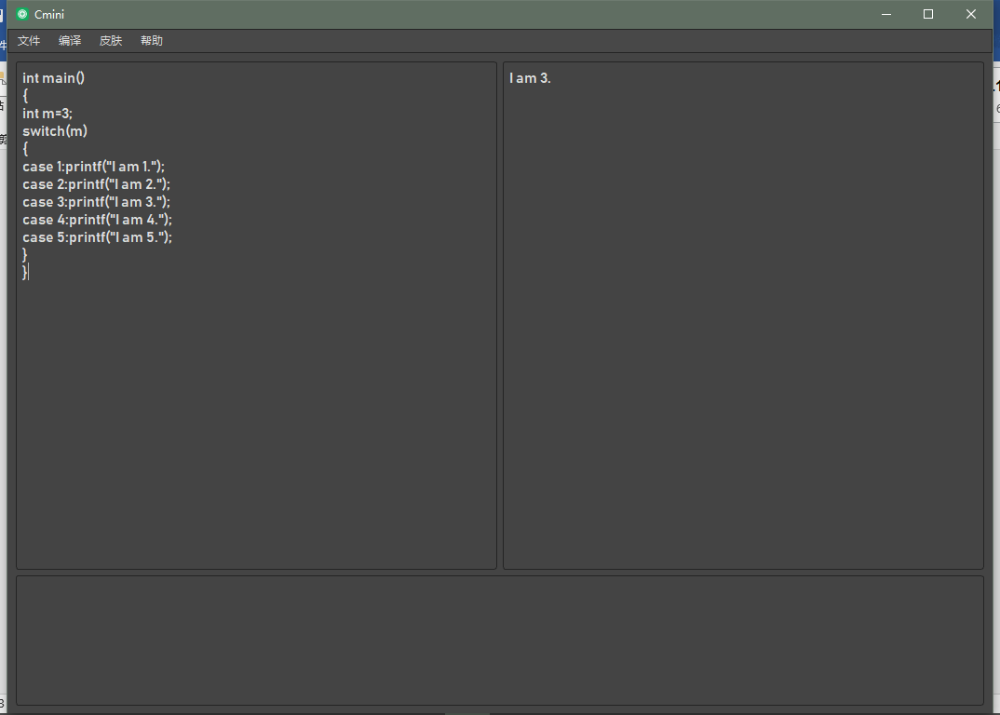 Cmini
文件 编译 皮肤 帮助
int main()
{
int m=3;
switch(m)
{
case 1:printf("I am 1.");
case 2:printf("I am 2.");
case 3:printf("I am 3.");
case 4:printf("I am 4.");
case 5:printf("I am 5.");
}
}
I am 3.